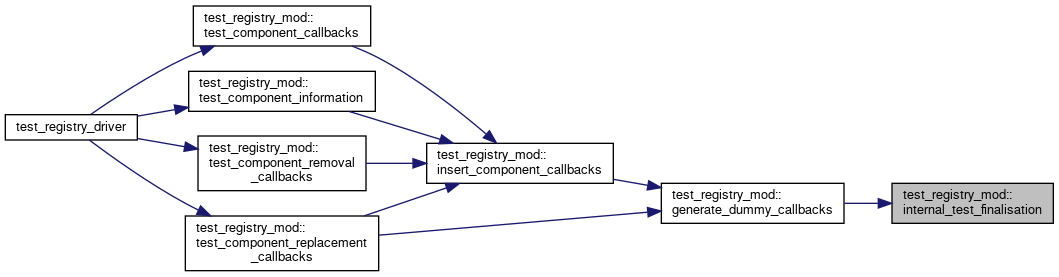 test_registry_mod::
test_component_callbacks
test_registry_mod::
test_component_information
test_registry_driver
test_registry_mod::
test_component_removal
_callbacks
test_registry_mod::
insert_component_callbacks
test_registry_mod::
generate_dummy_callbacks
test_registry_mod::
internal_test_finalisation
test_registry_mod::
test_component_replacement
_callbacks